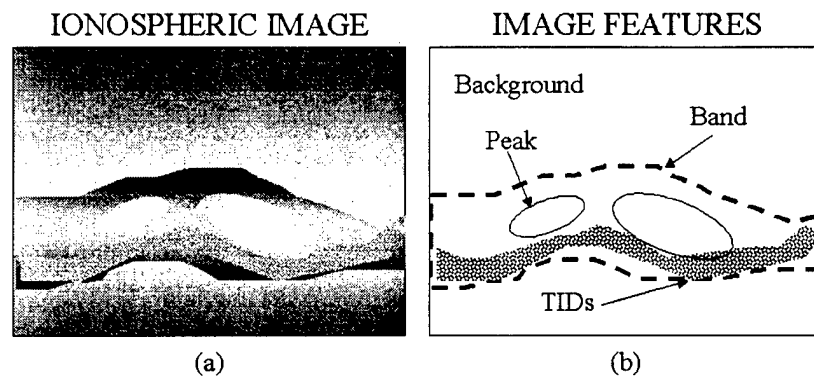 IONOSPHERIC IMAGE
IMAGE FEATURES
Background
Band
Peak
TIDs
(a)
(b)